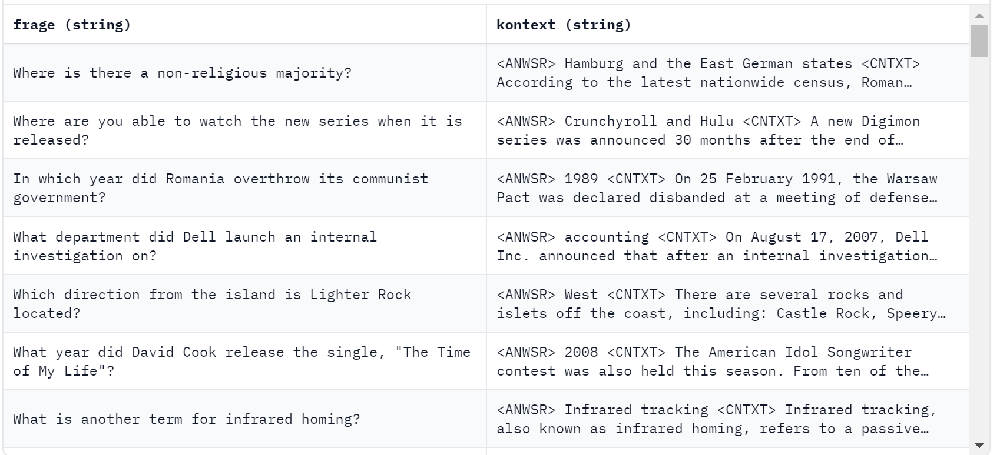 frage (string)
kontext (string)
Where is there a non-religious majority?
<ANWSR> Hamburg and the East German states <CNTXT>
According to the latest nationwide census, Roman…
Where are you able to watch the new series when it is
released?
<ANWSR> Crunchyroll and Hulu <CNTXT> A new Digimon
series was announced 30 months after the end of…
In which year did Romania overthrow its communist
government?
<ANWSR> 1989 <CNTXT> On 25 February 1991, the Warsaw
Pact was declared disbanded at a meeting of defense…
What department did Dell launch an internal
investigation on?
<ANWSR> accounting <CNTXT> On August 17, 2007, Dell
Inc. announced that after an internal investigation…
Which direction from the island is Lighter Rock
located?
<ANWSR> West <CNTXT> There are several rocks and
islets off the coast, including: Castle Rock, Speery…
What year did David Cook release the single, "The Time
of My Life"?
<ANWSR> 2008 <CNTXT> The American Idol Songwriter
contest was also held this season. From ten of the…
What is another term for infrared homing?
<ANWSR> Infrared tracking <CNTXT> Infrared tracking,
also known as infrared homing, refers to a passive…